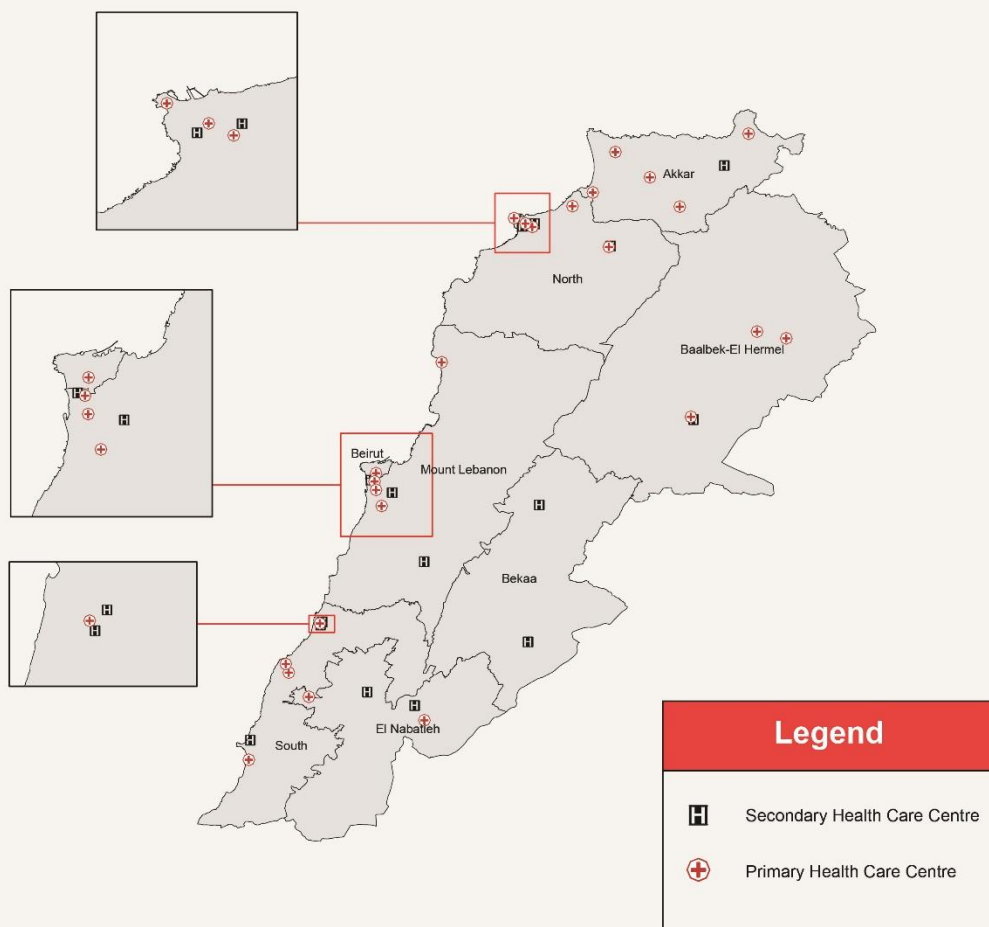 Akkar
North
Baalbek-El Hermel
Beirut
Mount Lebanon
Bekaa
El Nabatieh
South
Legend
H Secondary Health Care Centre
Primary Health Care Centre